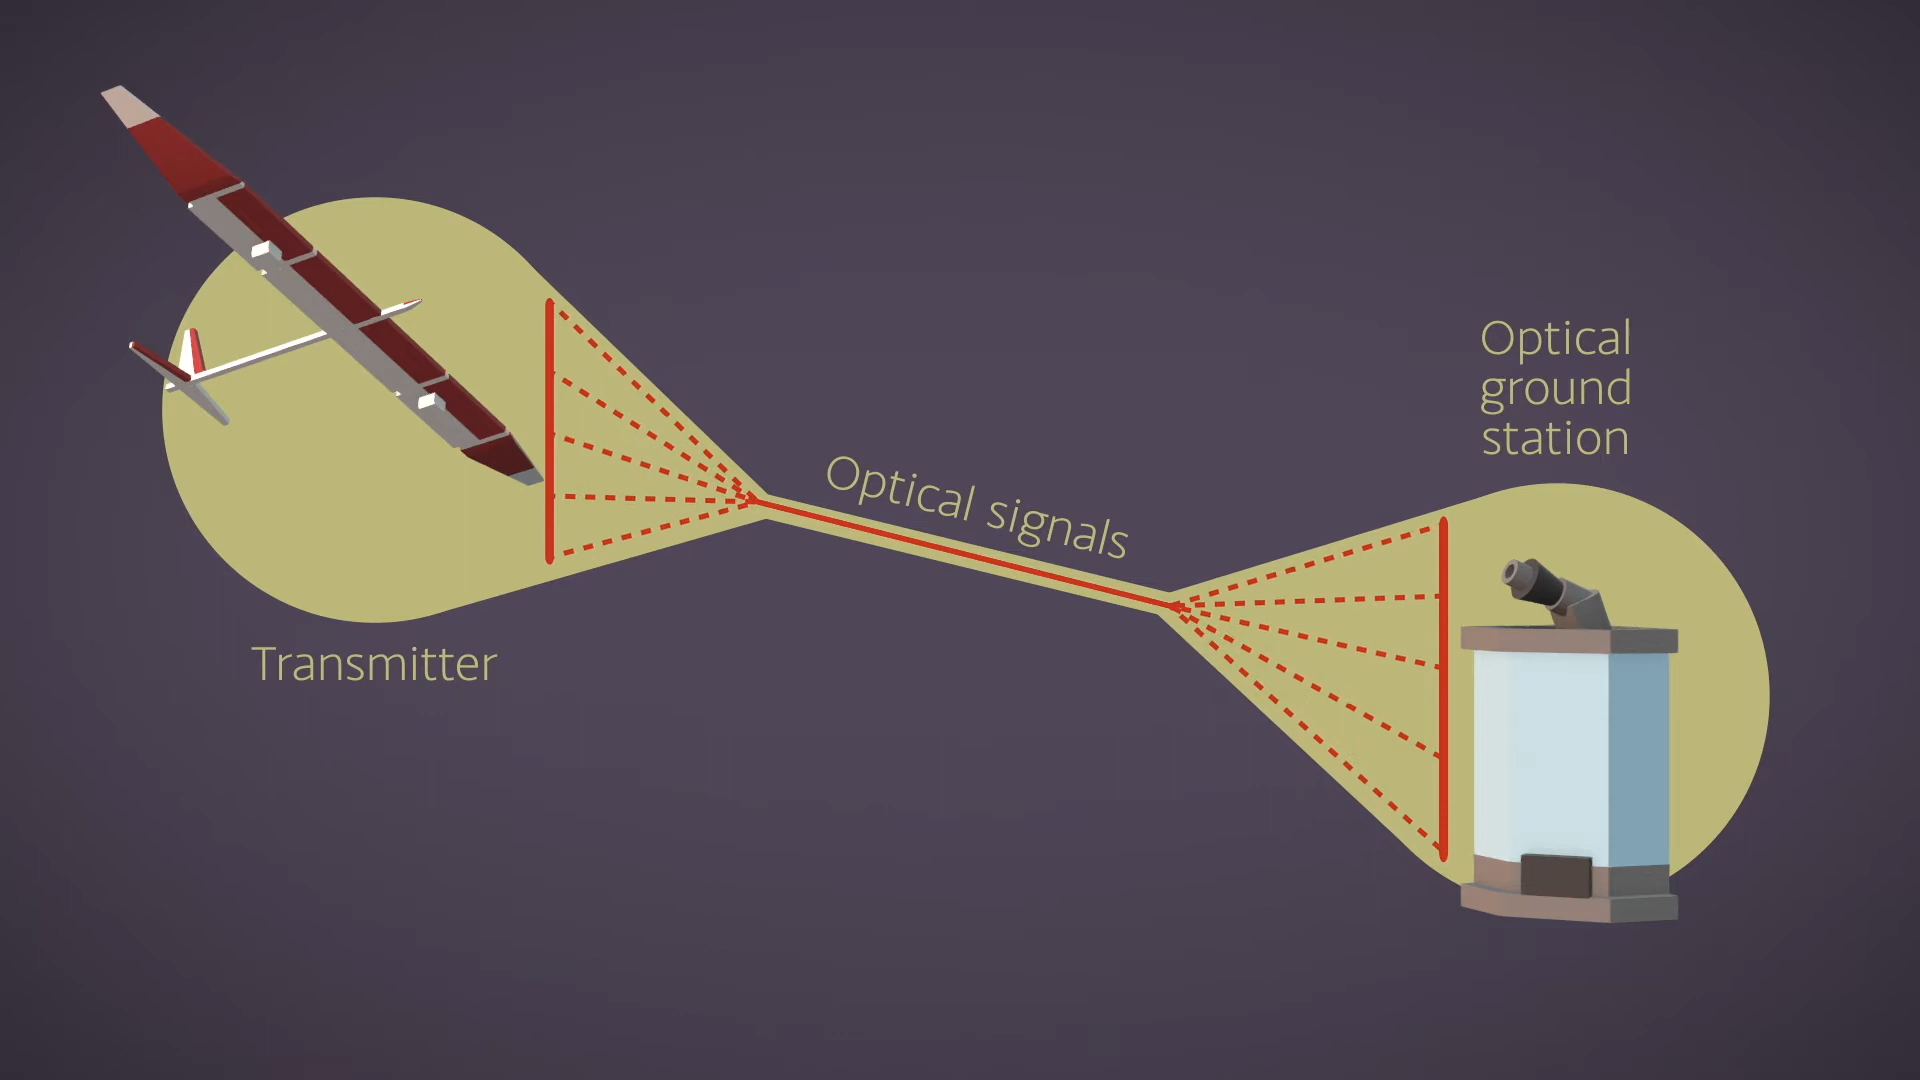 Transmitter
Optical signals
Optical
ground
station